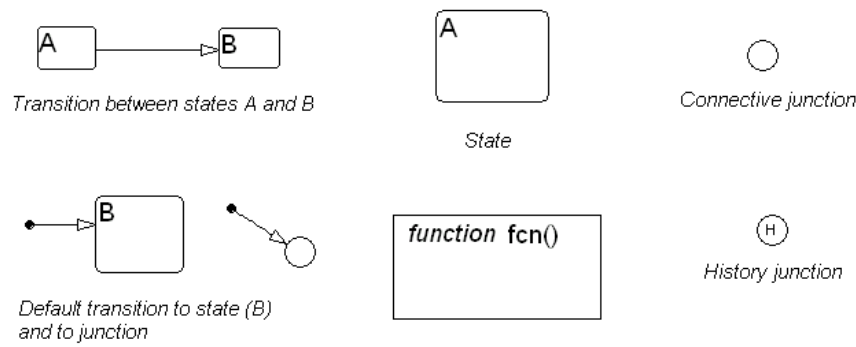 A
B
Transition between states A and B
A
State
Connective junction
B
Default transition to state (B)
and to junction
function fcn()
H
History junction